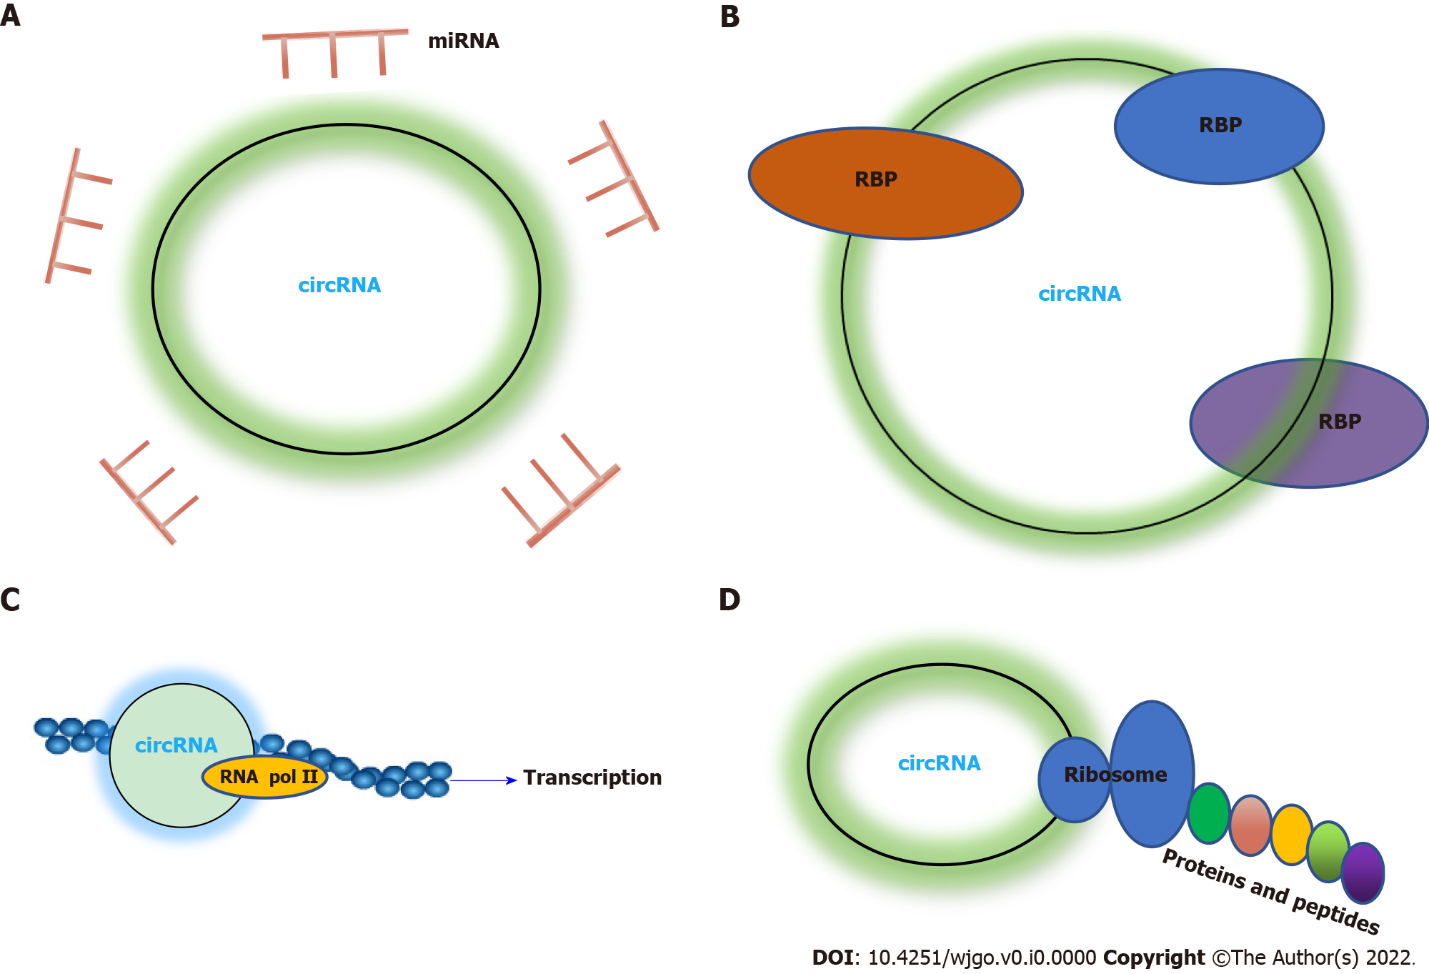 A
miRNA
circRNA
B
RBP
RBP
circRNA
RBP
C
circRNA
RNA pol II
Transcription
D
circRNA
Ribosome
Proteins and peptides
DOI: 10.4251/wjgo.v0.i0.0000 Copyright ©The Author(s) 2022.